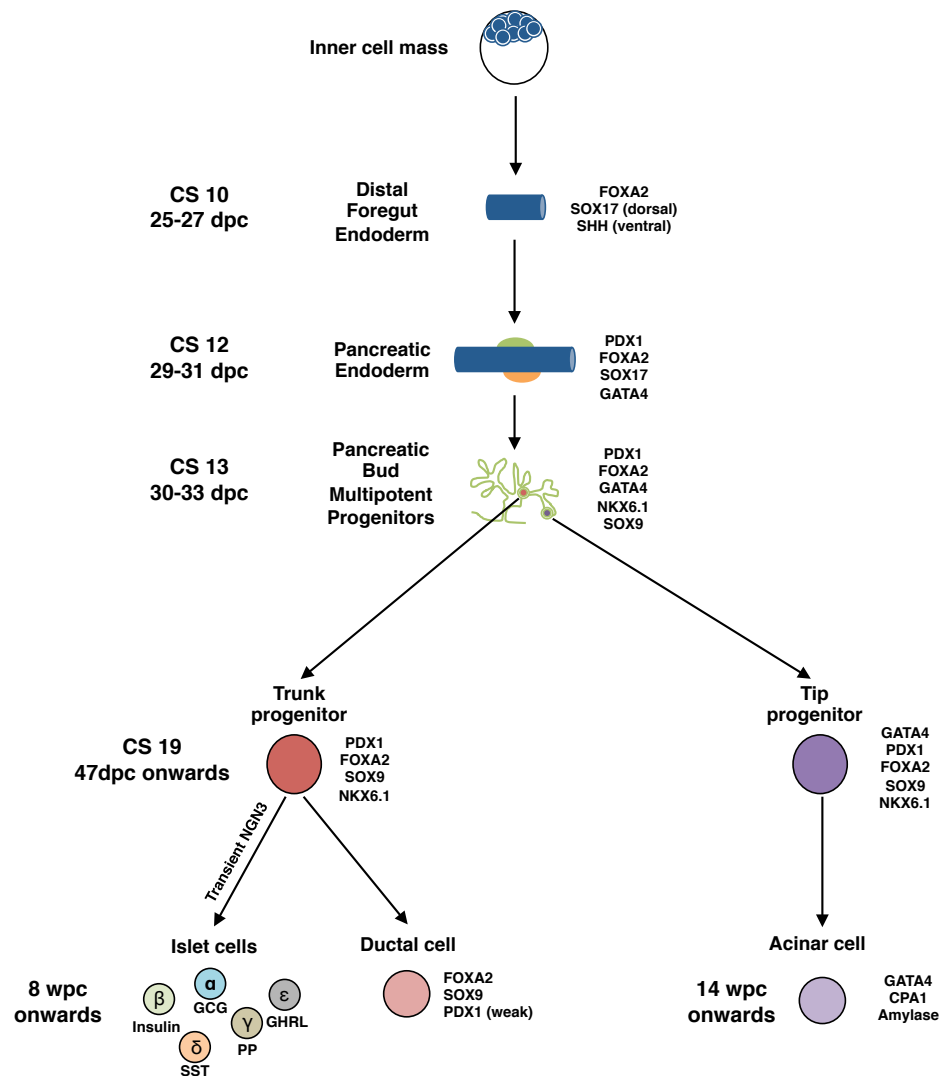 Inner cell mass
CS 10
25-27 dpc
Distal
Foregut
Endoderm
FOXA2
SOX17 (dorsal)
SHH (ventral)
CS 12
29-31 dpc
Pancreatic
Endoderm
PDX1
FOXA2
SOX17
GATA4
CS 13
30-33 dpc
Pancreatic
Bud
Multipotent
Progenitors
PDX1
FOXA2
GATA4
NKX6.1
SOX9
CS 19
47dpc onwards
Trunk
progenitor
PDX1
FOXA2
SOX9
NKX6.1
Tip
progenitor
GATA4
PDX1
FOXA2
SOX9
NKX6.1
Transient NGN3
8 wpc
onwards
Islet cells
β
Insulin
α
GCG
ε
GHRL
γ
PP
δ
SST
Ductal cell
FOXA2
SOX9
PDX1 (weak)
14 wpc
onwards
Acinar cell
GATA4
CPA1
Amylase